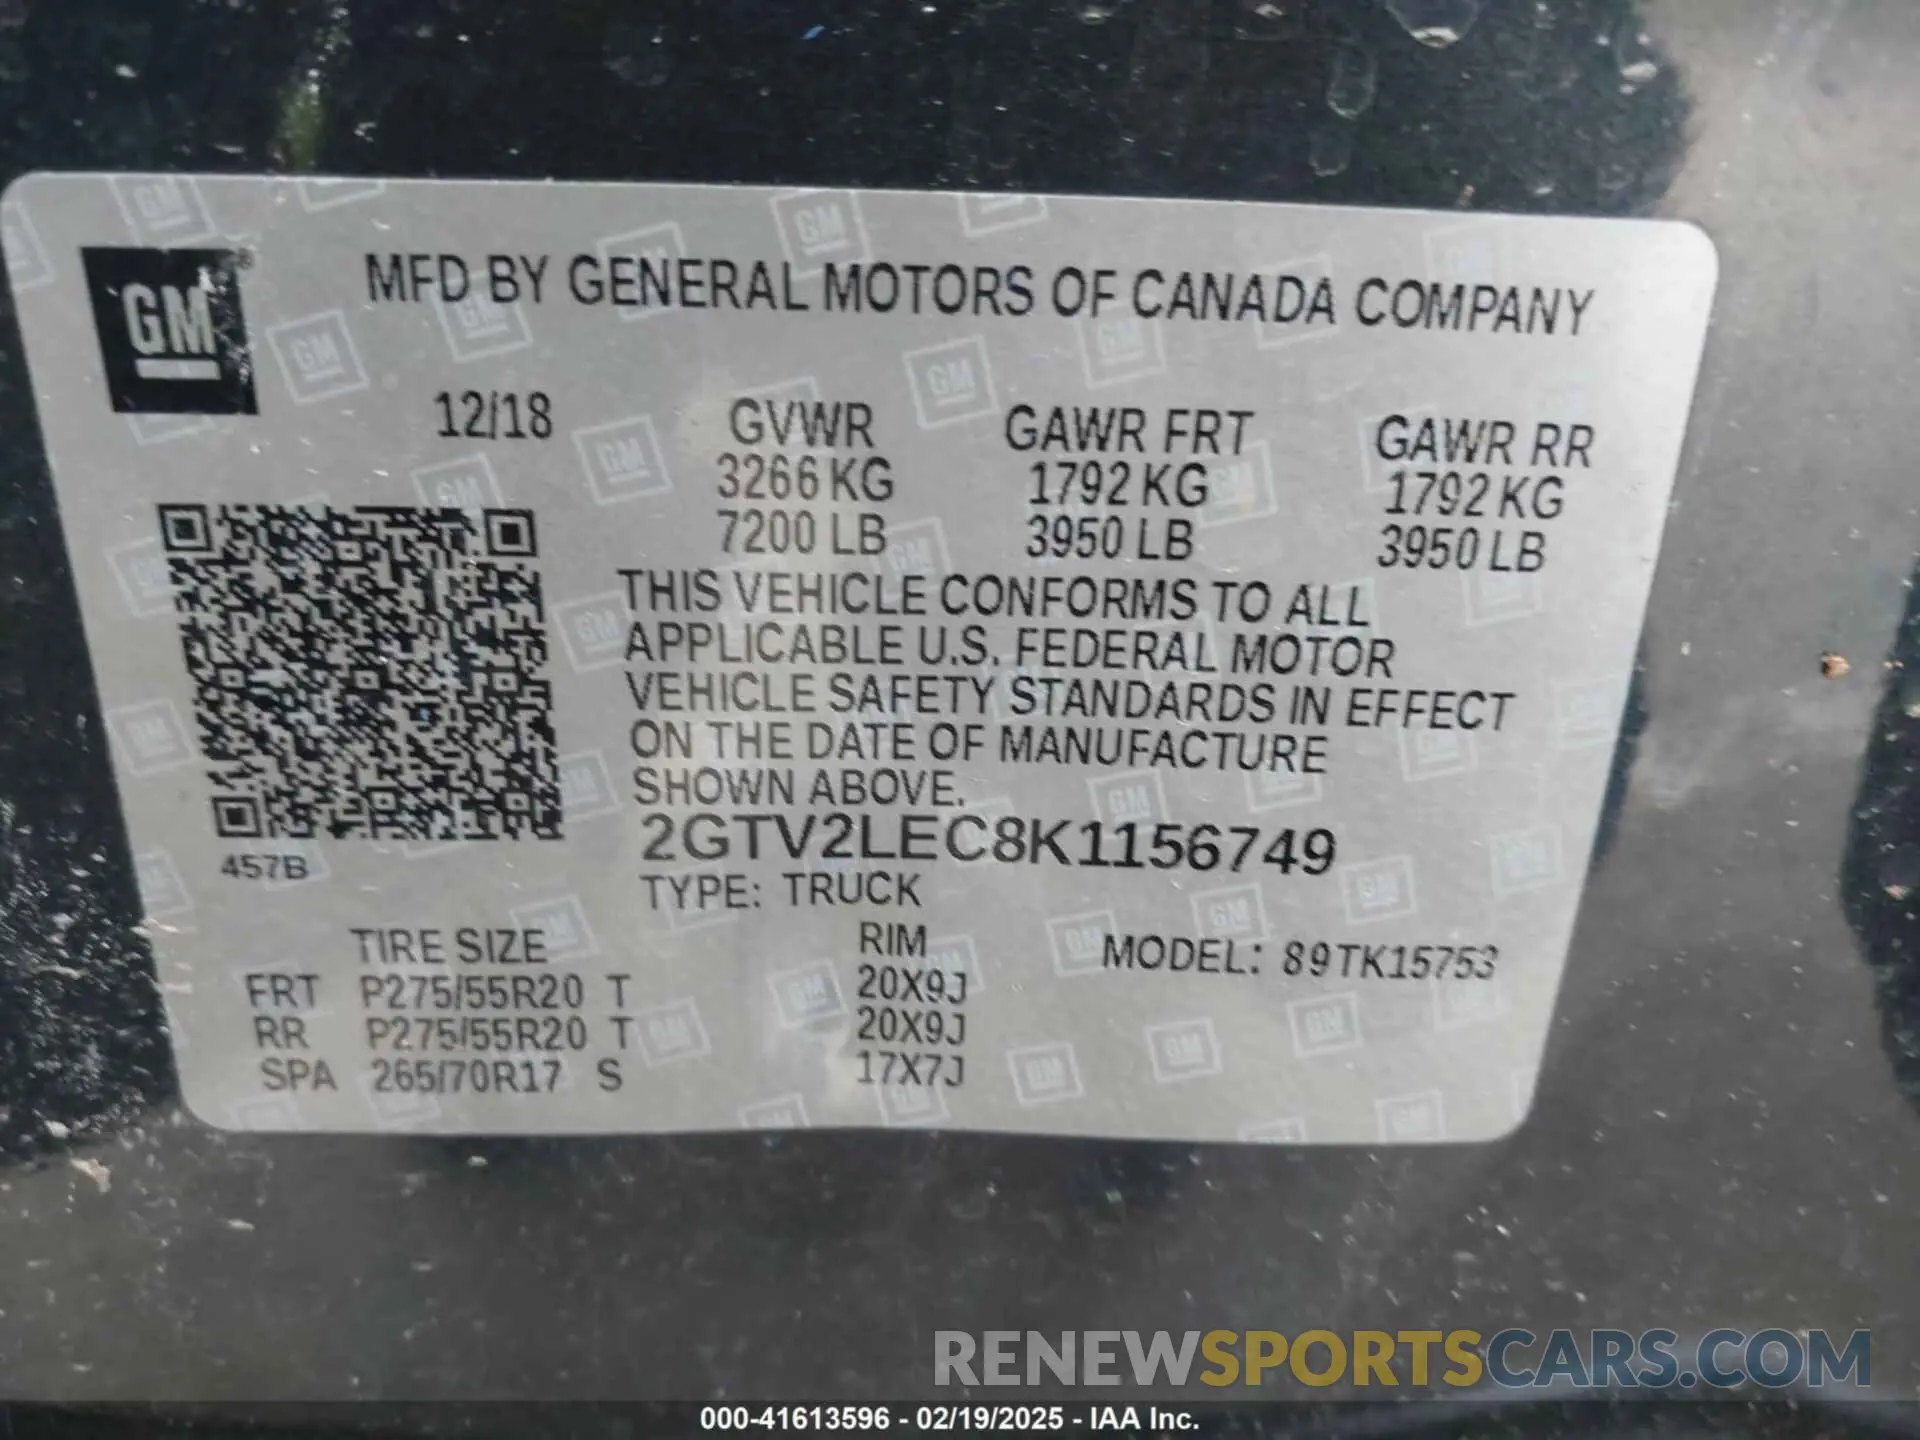 GM
MFD BY GENERAL MOTORS OF CANADA COMPANY
12/18 GVWR GAWR FRT GAWR RR
3266 KG 1792 KG 1792 KG
7200 LB 3950 LB 3950 LB
THIS VEHICLE CONFORMS TO ALL
APPLICABLE U.S. FEDERAL MOTOR
VEHICLE SAFETY STANDARDS IN EFFECT
ON THE DATE OF MANUFACTURE
SHOWN ABOVE.
2GTV2LEC8K1156749
457B
TYPE: TRUCK
TIRE SIZE RIM MODEL: 89TK15753
FRT P275/55R20 T 20X9J
RR P275/55R20 T 20X9J
SPA 265/70R17 S 17X7J
RENEWSPORTSCARS.COM
000-41613596 - 02/19/2025 - IAA Inc.